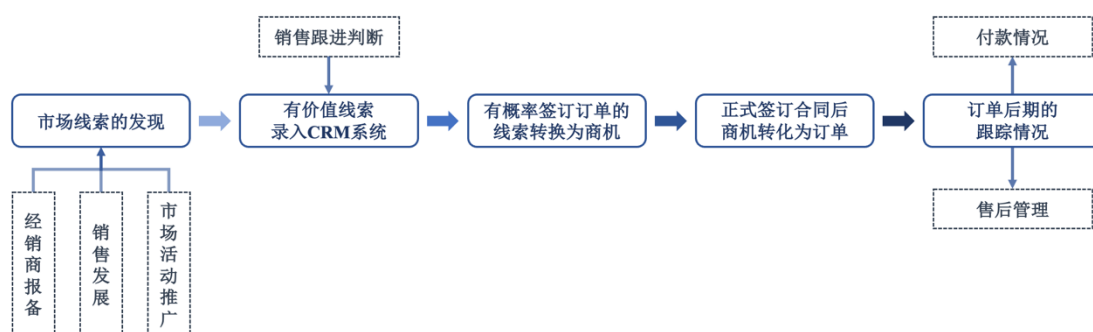 销售跟进判断
付款情况
市场线索的发现
有价值线索
录入CRM系统
有概率签订订单的
线索转换为商机
正式签订合同后
商机转化为订单
订单后期的
跟踪情况
经销商报备
销售发展
市场活动推广
售后管理